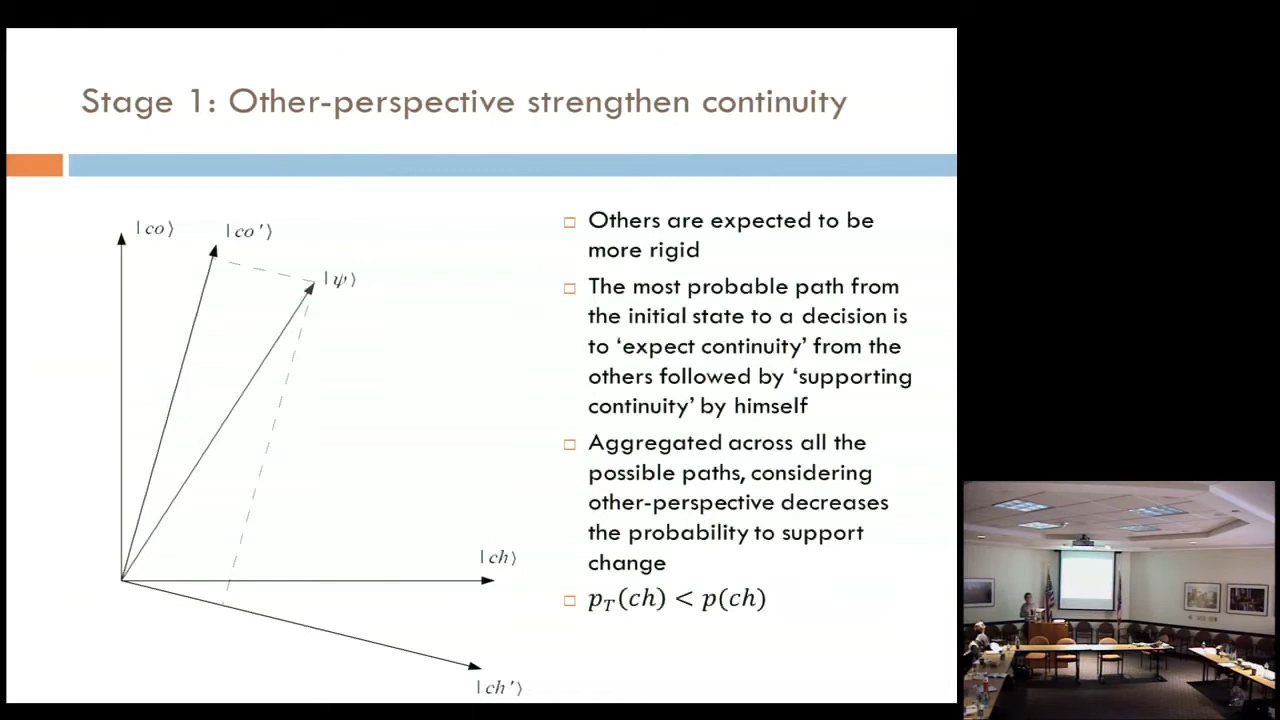 Stage 1: Other-perspective strengthen continuity
|co⟩
|co'⟩
|ψ⟩
|ch⟩
|ch'⟩
□ Others are expected to be
more rigid
□ The most probable path from
the initial state to a decision is
to ‘expect continuity’ from the
others followed by ‘supporting
continuity’ by himself
□ Aggregated across all the
possible paths, considering
other-perspective decreases
the probability to support
change
□ p_T(ch) < p(ch)